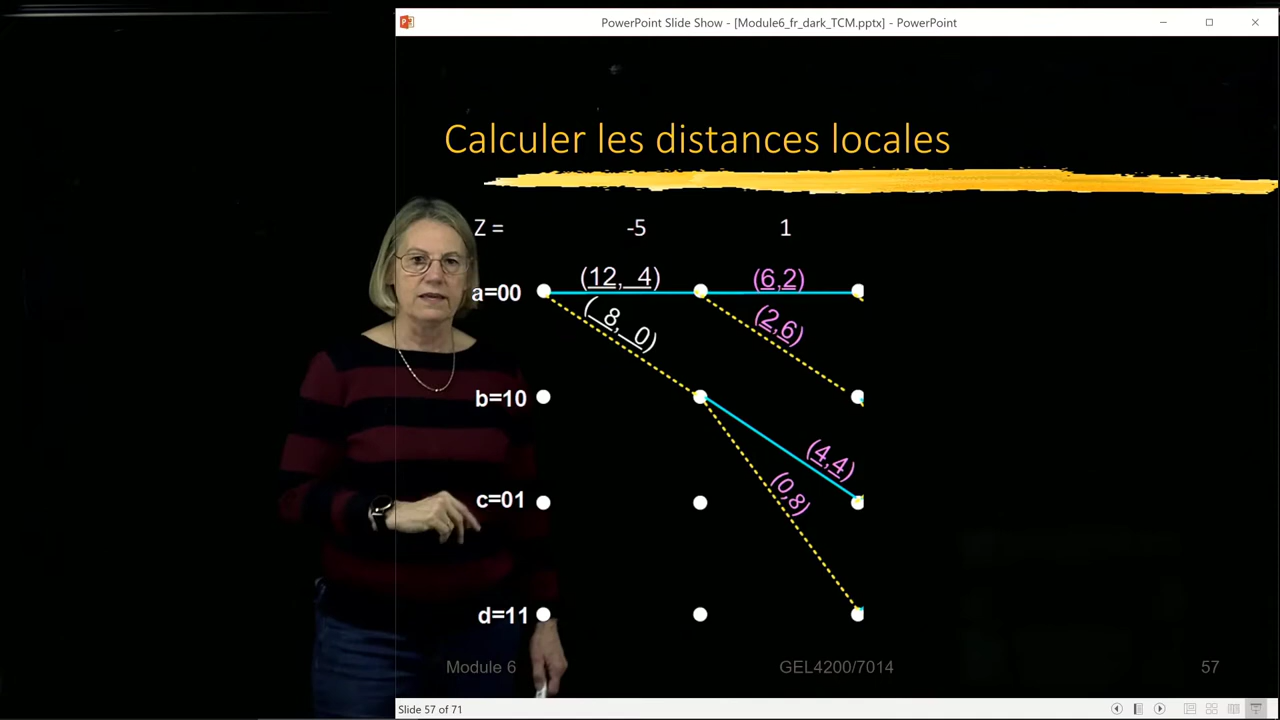 PowerPoint Slide Show - [Module6_fr_dark_TCM.pptx] - PowerPoint
Calculer les distances locales
Z = -5 1
(12, 4) (6,2)
a=00
( 8, 0) (2,6)
b=10
(4,4)
(0,8)
c=01
d=11
Module 6 GEL4200/7014 57
Slide 57 of 71